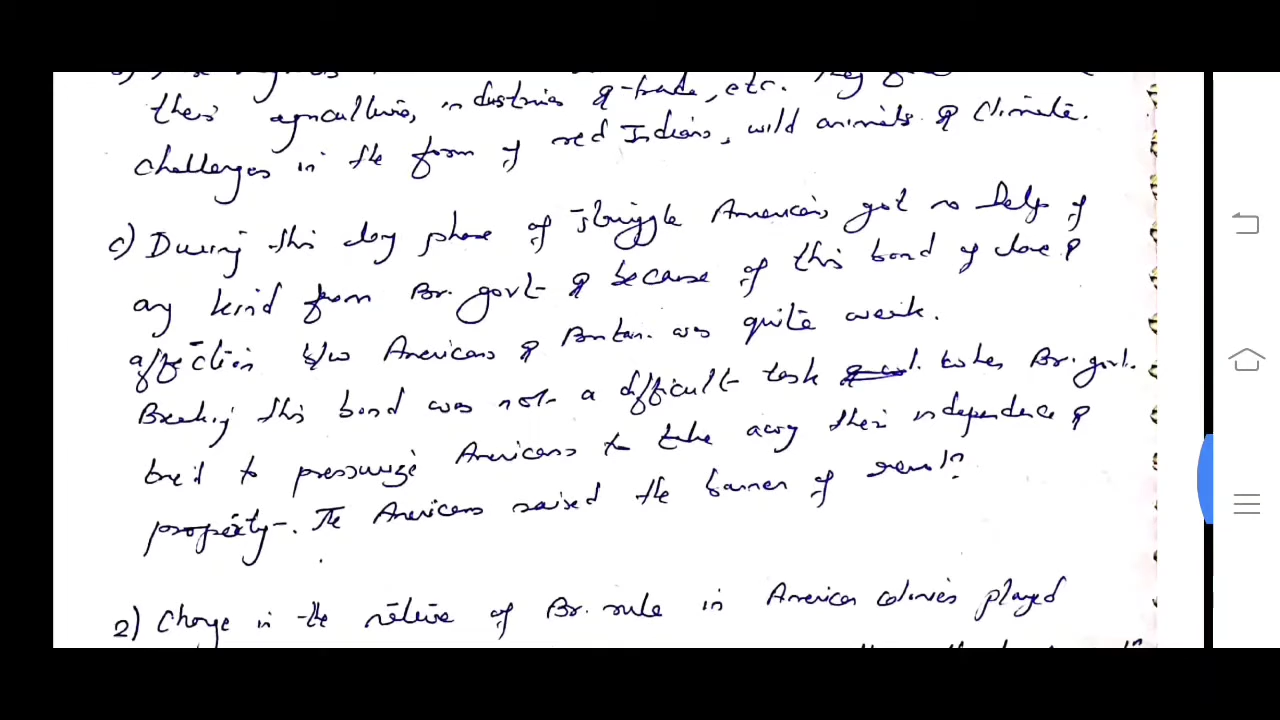 their agriculture, industries & trade, etc. They
challenges in the form of red Indians, wild animals & climate.
c) During this long phase of struggle Americans got no help of
any kind from Br. govt & because of this bond of love &
affection b/w Americans & Britain was quite weak.
Breaking this bond was not a difficult task when Br. govt.
tried to pressurize Americans to take away their independence &
property. The Americans raised the banner of revolⁿ
2) Change in the nature of Br. rule in American colonies played